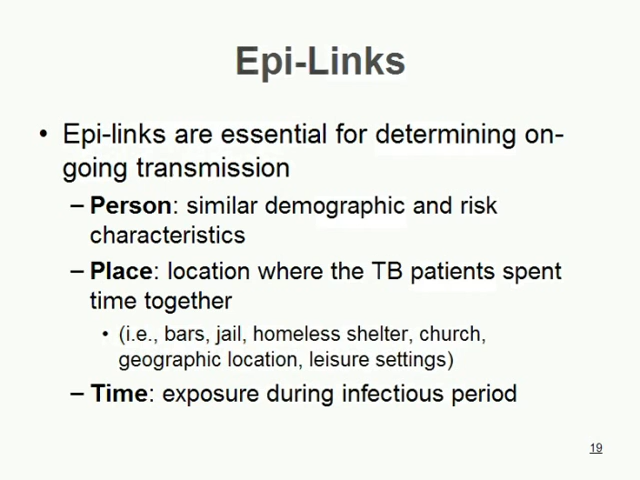 Epi-Links
• Epi-links are essential for determining on-
going transmission
– Person: similar demographic and risk
characteristics
– Place: location where the TB patients spent
time together
• (i.e., bars, jail, homeless shelter, church,
geographic location, leisure settings)
– Time: exposure during infectious period
19